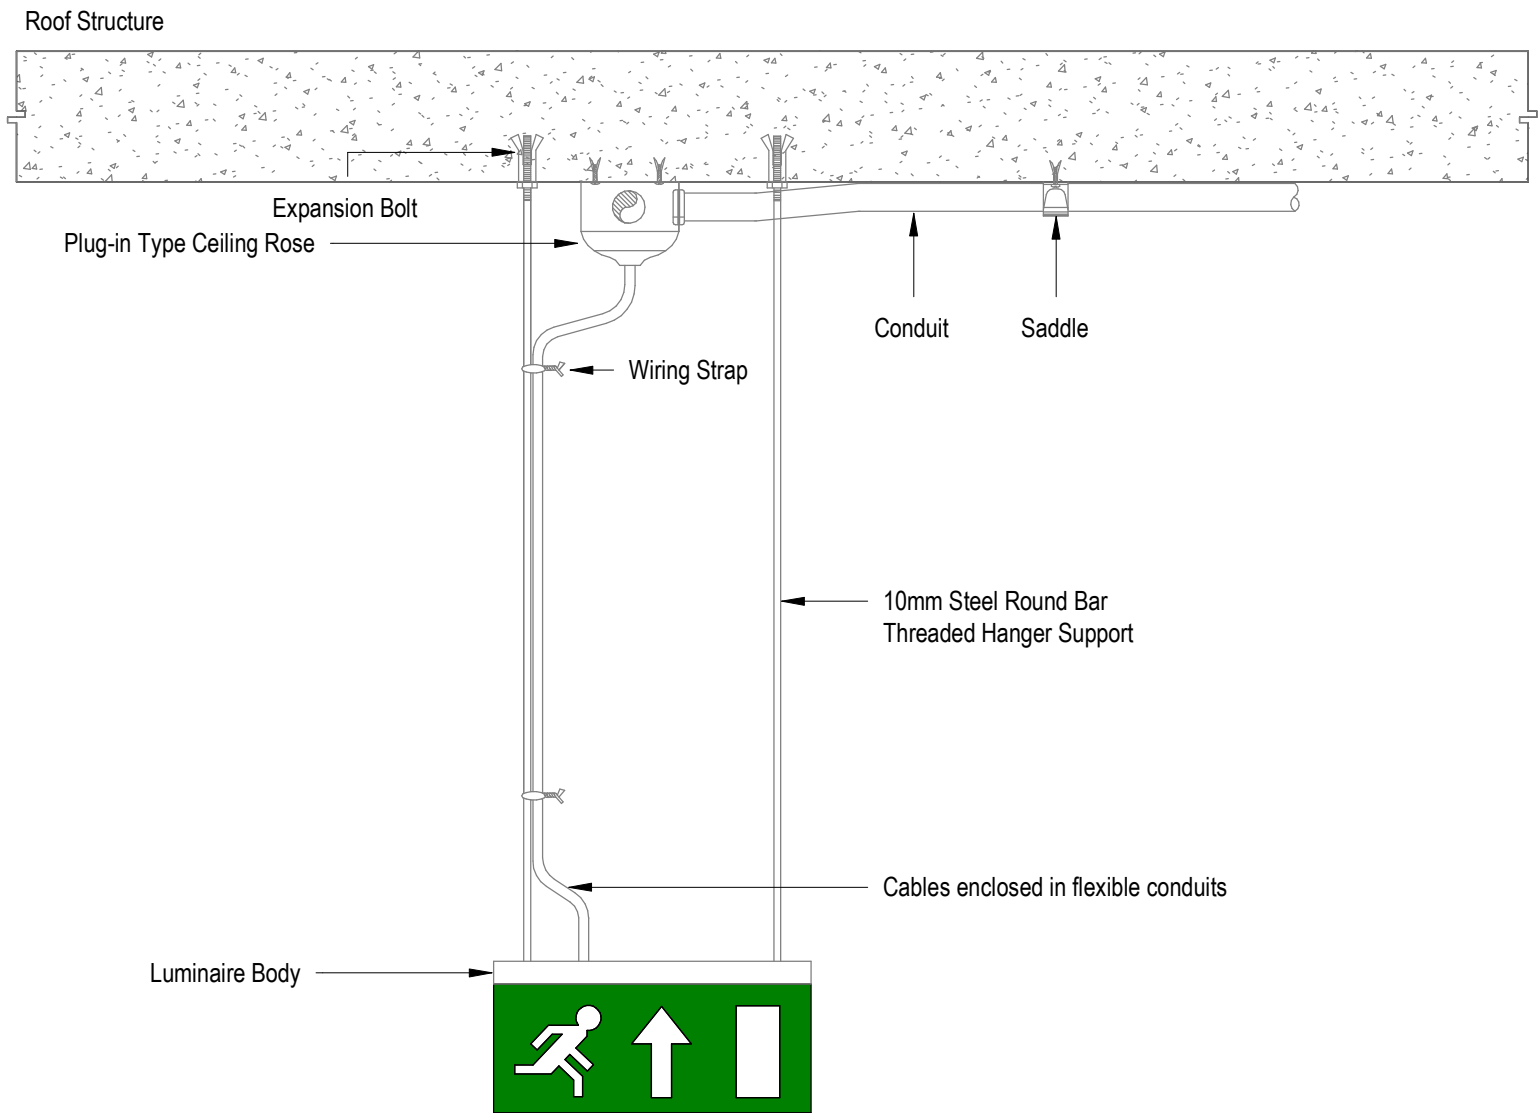 Roof Structure
Expansion Bolt
Plug-in Type Ceiling Rose
Conduit
Saddle
Wiring Strap
10mm Steel Round Bar
Threaded Hanger Support
Cables enclosed in flexible conduits
Luminaire Body